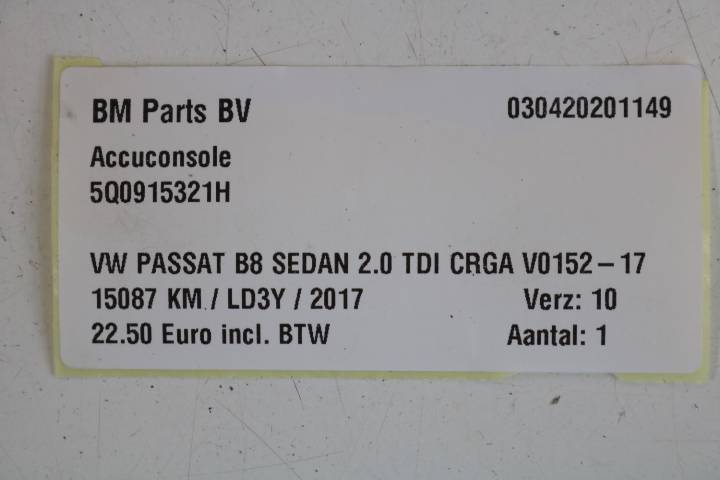 BM Parts BV 030420201149
Accuconsole
5Q0915321H
VW PASSAT B8 SEDAN 2.0 TDI CRGA V0152-17
15087 KM / LD3Y / 2017 Verz: 10
22.50 Euro incl. BTW Aantal: 1